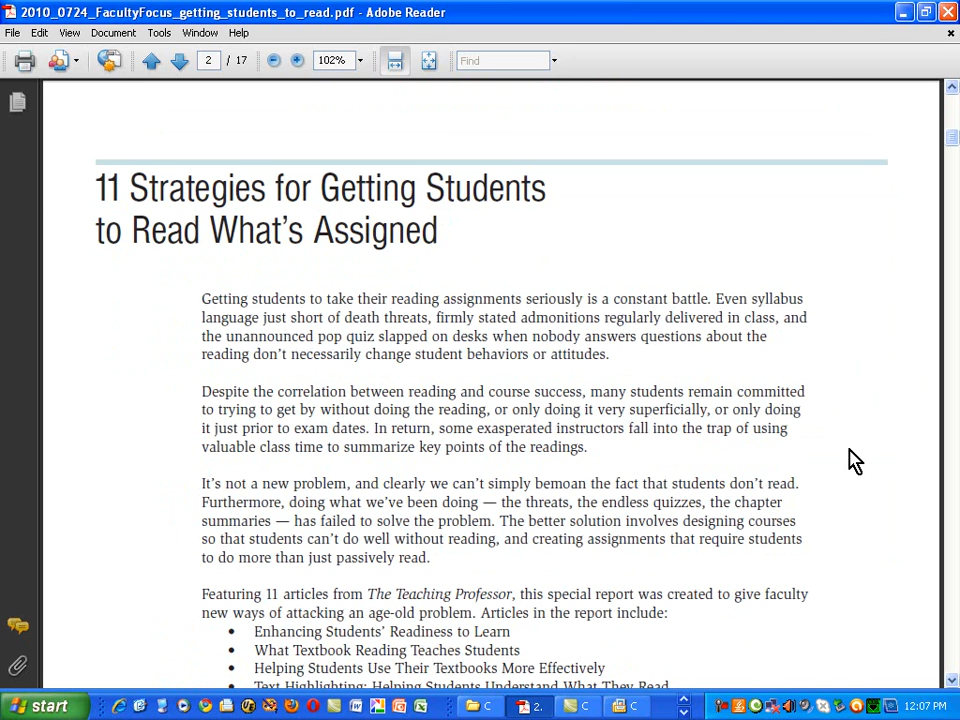 2010_0724_FacultyFocus_getting_students_to_read.pdf - Adobe Reader
File Edit View Document Tools Window Help
2 / 17 102% Find
11 Strategies for Getting Students
to Read What's Assigned
Getting students to take their reading assignments seriously is a constant battle. Even syllabus
language just short of death threats, firmly stated admonitions regularly delivered in class, and
the unannounced pop quiz slapped on desks when nobody answers questions about the
reading don't necessarily change student behaviors or attitudes.
Despite the correlation between reading and course success, many students remain committed
to trying to get by without doing the reading, or only doing it very superficially, or only doing
it just prior to exam dates. In return, some exasperated instructors fall into the trap of using
valuable class time to summarize key points of the readings.
It's not a new problem, and clearly we can't simply bemoan the fact that students don't read.
Furthermore, doing what we've been doing — the threats, the endless quizzes, the chapter
summaries — has failed to solve the problem. The better solution involves designing courses
so that students can't do well without reading, and creating assignments that require students
to do more than just passively read.
Featuring 11 articles from The Teaching Professor, this special report was created to give faculty
new ways of attacking an age-old problem. Articles in the report include:
• Enhancing Students' Readiness to Learn
• What Textbook Reading Teaches Students
• Helping Students Use Their Textbooks More Effectively
• Text Highlighting: Helping Students Understand What They Read
start C 2. C C 12:07 PM